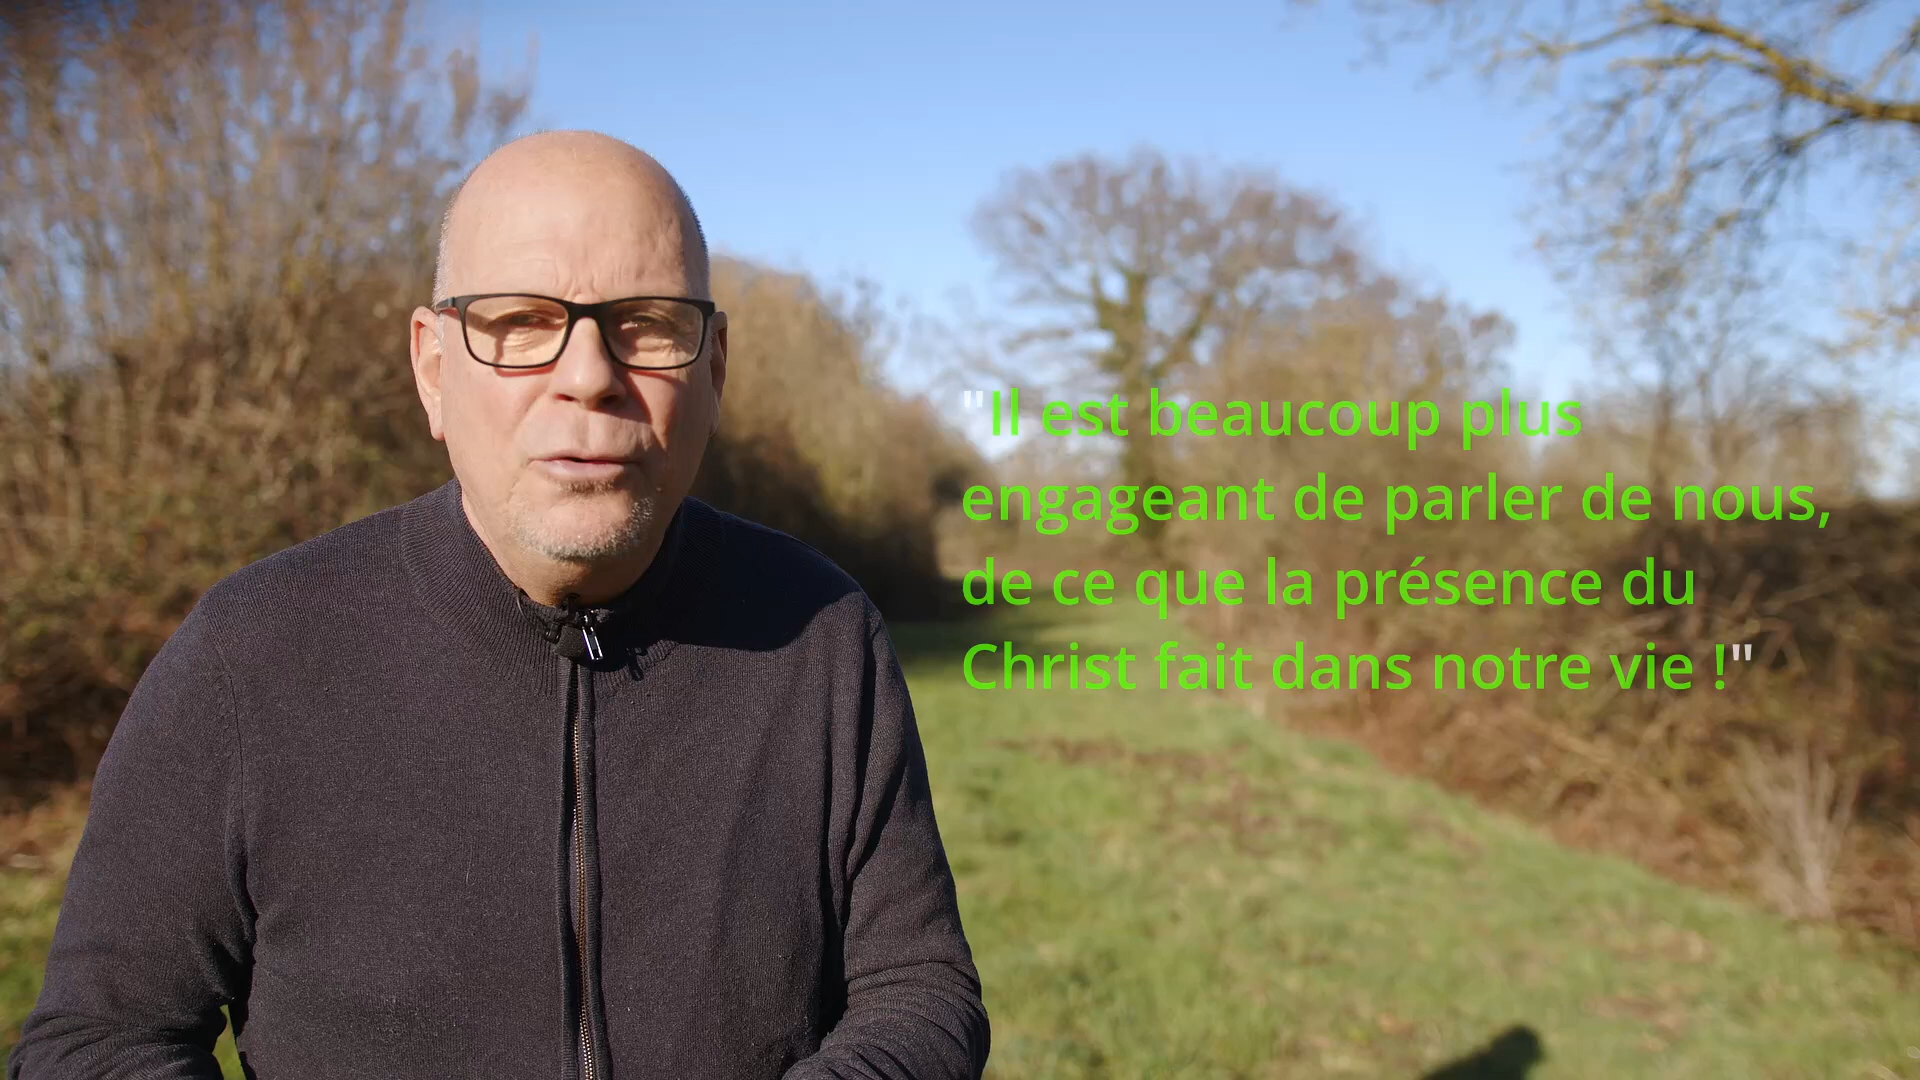 "Il est beaucoup plus
engageant de parler de nous,
de ce que la présence du
Christ fait dans notre vie !"